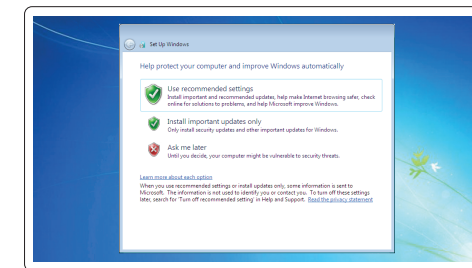 Set Up Windows
Help protect your computer and improve Windows automatically
Use recommended settings
Install important and recommended updates, help make Internet browsing safer, check
online for solutions to problems, and help Microsoft improve Windows.
Install important updates only
Only install security updates and other important updates for Windows.
Ask me later
Until you decide, your computer might be vulnerable to security threats.
Learn more about each option
When you use recommended settings or install updates only, some information is sent to
Microsoft. The information is not used to identify you or contact you. To turn off these settings
later, search for 'Turn off recommended setting' in Help and Support. Read the privacy statement